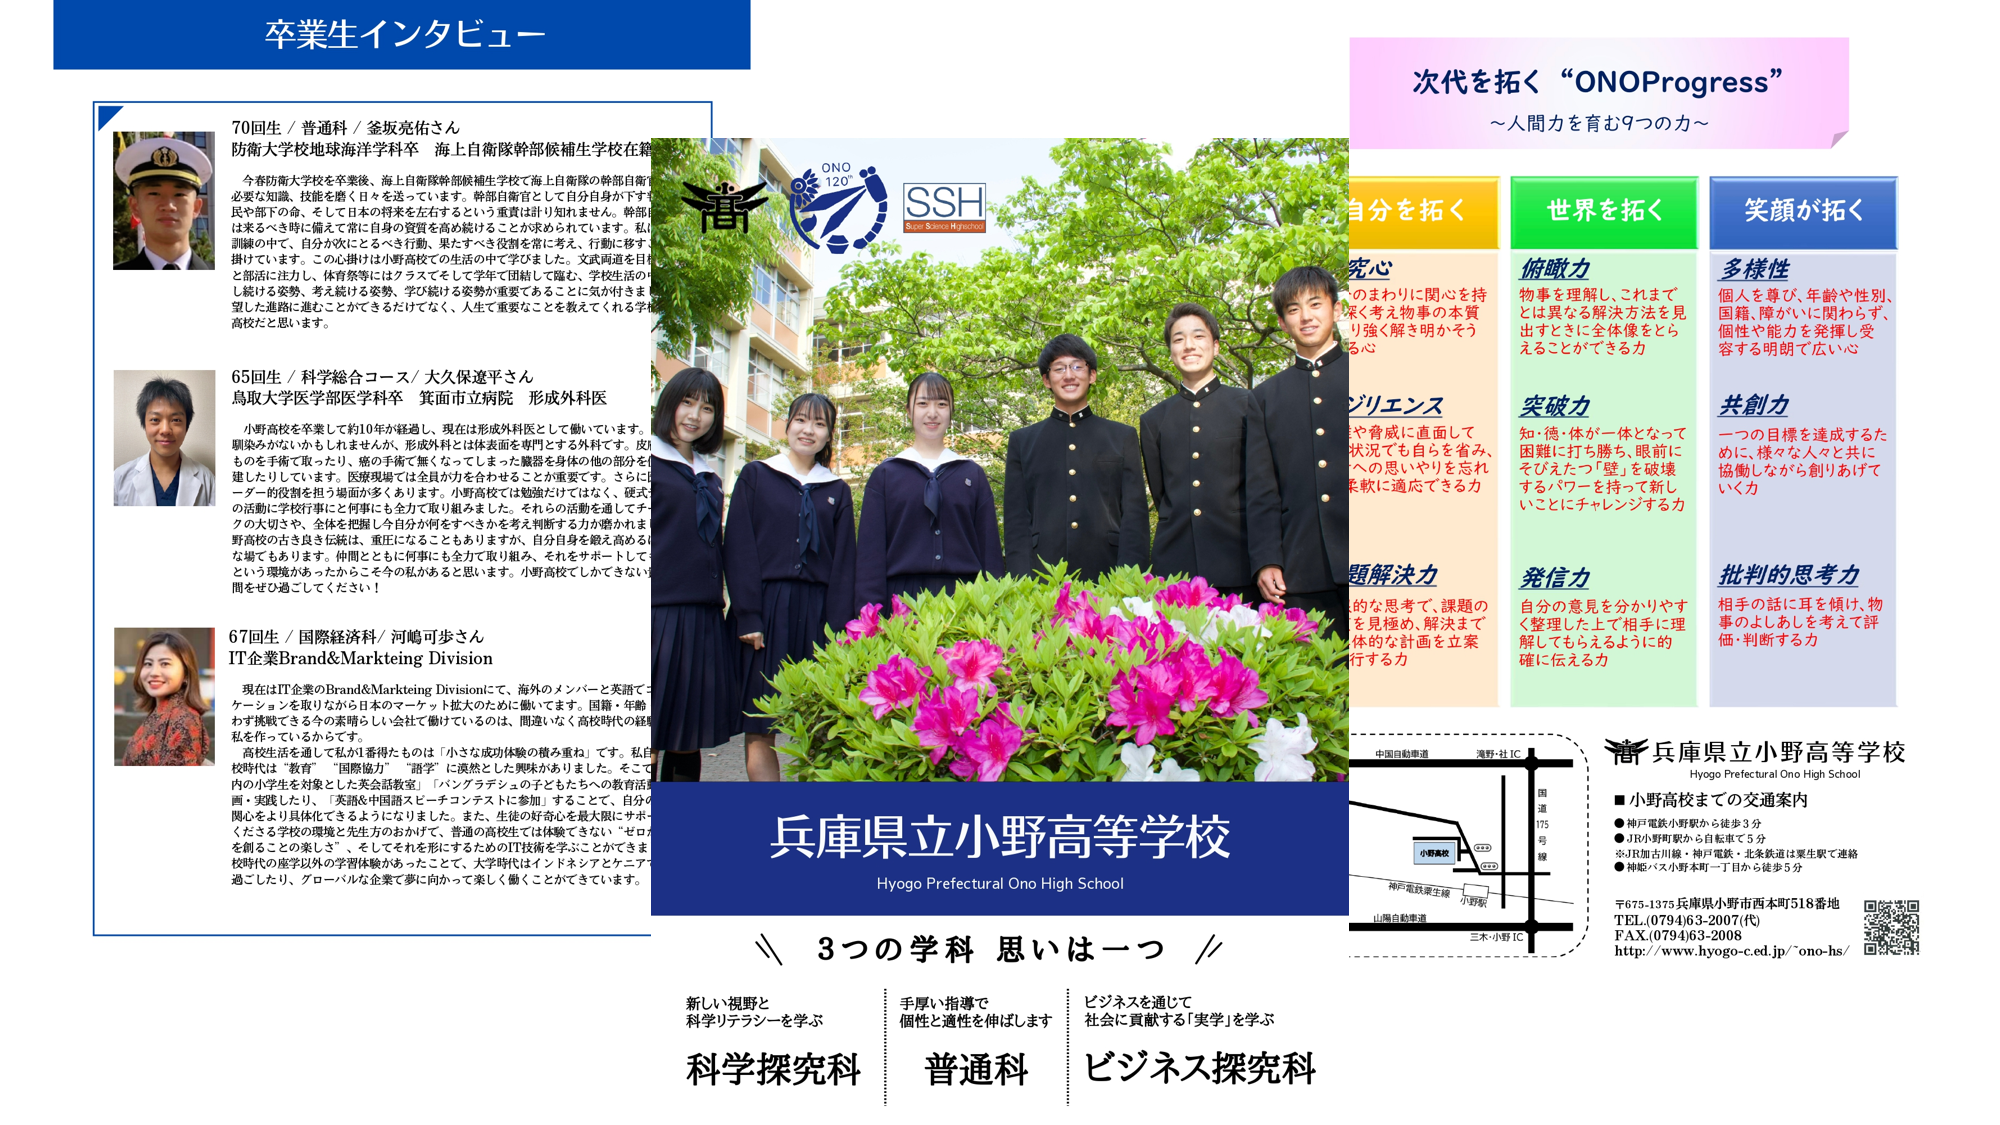 卒業生インタビュー
70回生 / 普通科 / 釜坂亮佑さん
防衛大学校地球海洋学科卒　海上自衛隊幹部候補生学校在籍
今春防衛大学校を卒業後、海上自衛隊幹部候補生学校で海上自衛隊の幹部自衛官
必要な知識、技能を磨く日々を送っています。幹部自衛官として自分自身が下す
民や部下の命、そして日本の将来を左右するという重責は計り知れません。幹部
は来るべき時に備えて常に自身の資質を高め続けることが求められています。私
訓練の中で、自分が次にとるべき行動、果たすべき役割を常に考え、行動に移す
掛けています。この心掛けは小野高校での生活の中で学びました。文武両道を目
と部活に注力し、体育祭等にはクラスそして学年で団結して臨む、学校生活の
し続ける姿勢、考え続ける姿勢、学び続ける姿勢が重要であることに気が付きま
望した進路に進むことができるだけでなく、人生で重要なことを教えてくれる学
高校だと思います。
65回生 / 科学総合コース/ 大久保遼平さん
鳥取大学医学部医学科卒　箕面市立病院　形成外科医
小野高校を卒業して約10年が経過し、現在は形成外科医として働いています。
馴染みがないかもしれませんが、形成外科とは体表面を専門とする外科です。皮
ものを手術で取ったり、癌の手術で無くなってしまった臓器を身体の他の部分を
建したりしています。医療現場では全員が力を合わせることが重要です。さらに
ーダー的役割を担う場面が多くあります。小野高校では勉強だけではなく、硬式
の活動に学校行事にと何事にも全力で取り組みました。それらの活動を通してチー
クの大切さや、全体を把握し今自分が何をすべきかを考え判断する力が磨かれま
野高校の古き良き伝統は、重圧になることもありますが、自分自身を鍛え高める
な場でもあります。仲間とともに何事にも全力で取り組み、それをサポートして
という環境があったからこそ今の私があると思います。小野高校でしかできない
間をぜひ過ごしてください！
67回生 / 国際経済科/ 河嶋可歩さん
IT企業Brand&Markteing Division
現在はIT企業のBrand&Markteing Divisionにて、海外のメンバーと英語でコ
ケーションを取りながら日本のマーケット拡大のために働いてます。国籍・年齢
わず挑戦できる今の素晴らしい会社で働けているのは、間違いなく高校時代の経
私を作っているからです。
高校生活を通して私が1番得たものは「小さな成功体験の積み重ね」です。私自
校時代は“教育” “国際協力” “語学”に漠然とした興味がありました。そこで
内の小学生を対象とした英会話教室」「バングラデシュの子どもたちへの教育活
画・実践したり、「英語&中国語スピーチコンテストに参加」することで、自分の
関心をより具体化できるようになりました。また、生徒の好奇心を最大限にサポー
くださる学校の環境と先生方のおかげで、普通の高校生では体験できない“ゼロか
を創ることの楽しさ”、そしてそれを形にするためのIT技術を学ぶことができま
校時代の座学以外の学習体験があったことで、大学時代はインドネシアとケニアで
過ごしたり、グローバルな企業で夢に向かって楽しく働くことができています。
高
ONO
120th
SSH
Super Science Highschool
兵庫県立小野高等学校
Hyogo Prefectural Ono High School
3つの学科 思いは一つ
新しい視野と
科学リテラシーを学ぶ
科学探究科
手厚い指導で
個性と適性を伸ばします
普通科
ビジネスを通じて
社会に貢献する「実学」を学ぶ
ビジネス探究科
次代を拓く “ONOProgress”
～人間力を育む9つの力～
自分を拓く
究心
のまわりに関心を持
深く考え物事の本質
り強く解き明かそう
る心
ジリエンス
や脅威に直面して
状況でも自らを省み、
への思いやりを忘れ
柔軟に適応できる力
題解決力
的な思考で、課題の
を見極め、解決まで
体的な計画を立案
行する力
世界を拓く
俯瞰力
物事を理解し、これまで
とは異なる解決方法を見
出すときに全体像をとら
えることができる力
突破力
知・徳・体が一体となって
困難に打ち勝ち、眼前に
そびえたつ「壁」を破壊
するパワーを持って新し
いことにチャレンジする力
発信力
自分の意見を分かりやす
く整理した上で相手に理
解してもらえるように的
確に伝える力
笑顔が拓く
多様性
個人を尊び、年齢や性別、
国籍、障がいに関わらず、
個性や能力を発揮し受
容する明朗で広い心
共創力
一つの目標を達成するた
めに、様々な人々と共に
協働しながら創りあげて
いく力
批判的思考力
相手の話に耳を傾け、物
事のよしあしを考えて評
価・判断する力
中国自動車道
滝野・社 IC
国道175号線
小野高校
神戸電鉄粟生線
小野駅
山陽自動車道
三木・小野 IC
高 兵庫県立小野高等学校
Hyogo Prefectural Ono High School
■ 小野高校までの交通案内
● 神戸電鉄小野駅から徒歩３分
● JR小野町駅から自転車で５分
※JR加古川線・神戸電鉄・北条鉄道は粟生駅で連絡
● 神姫バス小野本町一丁目から徒歩５分
〒675-1375兵庫県小野市西本町518番地
TEL.(0794)63-2007(代)
FAX.(0794)63-2008
http://www.hyogo-c.ed.jp/~ono-hs/